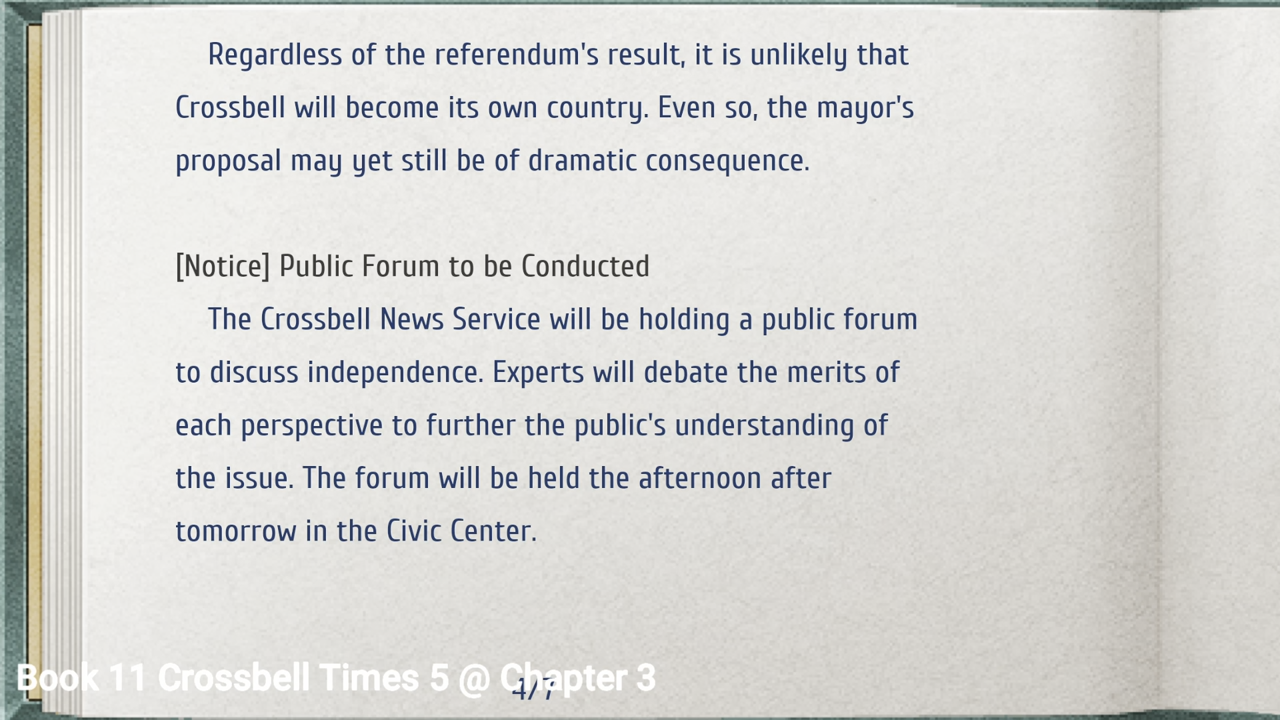 Regardless of the referendum's result, it is unlikely that
Crossbell will become its own country. Even so, the mayor's
proposal may yet still be of dramatic consequence.
[Notice] Public Forum to be Conducted
The Crossbell News Service will be holding a public forum
to discuss independence. Experts will debate the merits of
each perspective to further the public's understanding of
the issue. The forum will be held the afternoon after
tomorrow in the Civic Center.
Book 11 Crossbell Times 5 @ Chapter 3
4/7